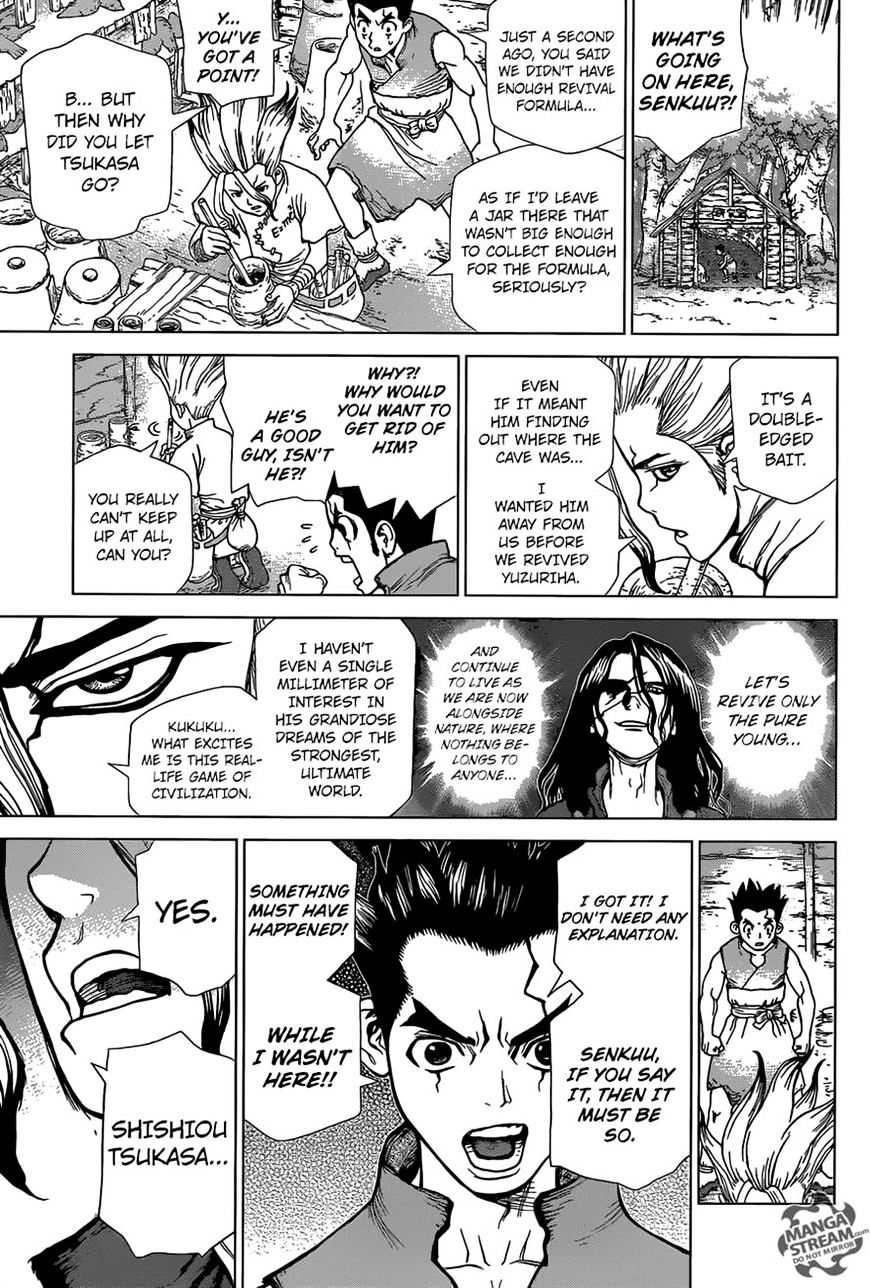 WHAT'S
GOING
ON HERE,
SENKUU?!
JUST A SECOND
AGO, YOU SAID
WE DIDN'T HAVE
ENOUGH REVIVAL
FORMULA...
AS IF I'D LEAVE
A JAR THERE THAT
WASN'T BIG ENOUGH
TO COLLECT ENOUGH
FOR THE FORMULA,
SERIOUSLY?
Y...
YOU'VE
GOT A
POINT!
B... BUT
THEN WHY
DID YOU LET
TSUKASA
GO?
E=mc²
IT'S A
DOUBLE-
EDGED
BAIT.
EVEN
IF IT MEANT
HIM FINDING
OUT WHERE THE
CAVE WAS...
I
WANTED HIM
AWAY FROM
US BEFORE
WE REVIVED
YUZURIHA.
WHY?!
WHY WOULD
YOU WANT TO
GET RID OF
HIM?
HE'S
A GOOD
GUY, ISN'T
HE?!
YOU REALLY
CAN'T KEEP
UP AT ALL,
CAN YOU?
LET'S
REVIVE ONLY
THE PURE
YOUNG...
AND
CONTINUE
TO LIVE AS
WE ARE NOW
ALONGSIDE
NATURE, WHERE
NOTHING BE-
LONGS TO
ANYONE...
I HAVEN'T
EVEN A SINGLE
MILLIMETER OF
INTEREST IN
HIS GRANDIOSE
DREAMS OF THE
STRONGEST,
ULTIMATE
WORLD.
KUKUKU...
WHAT EXCITES
ME IS THIS REAL-
LIFE GAME OF
CIVILIZATION.
I GOT IT! I
DON'T NEED ANY
EXPLANATION.
SENKUU,
IF YOU SAY
IT, THEN IT
MUST BE
SO.
SOMETHING
MUST HAVE
HAPPENED!
WHILE
I WASN'T
HERE!!
YES.
SHISHIOU
TSUKASA...
MANGA
STREAM.com
DO NOT MIRROR